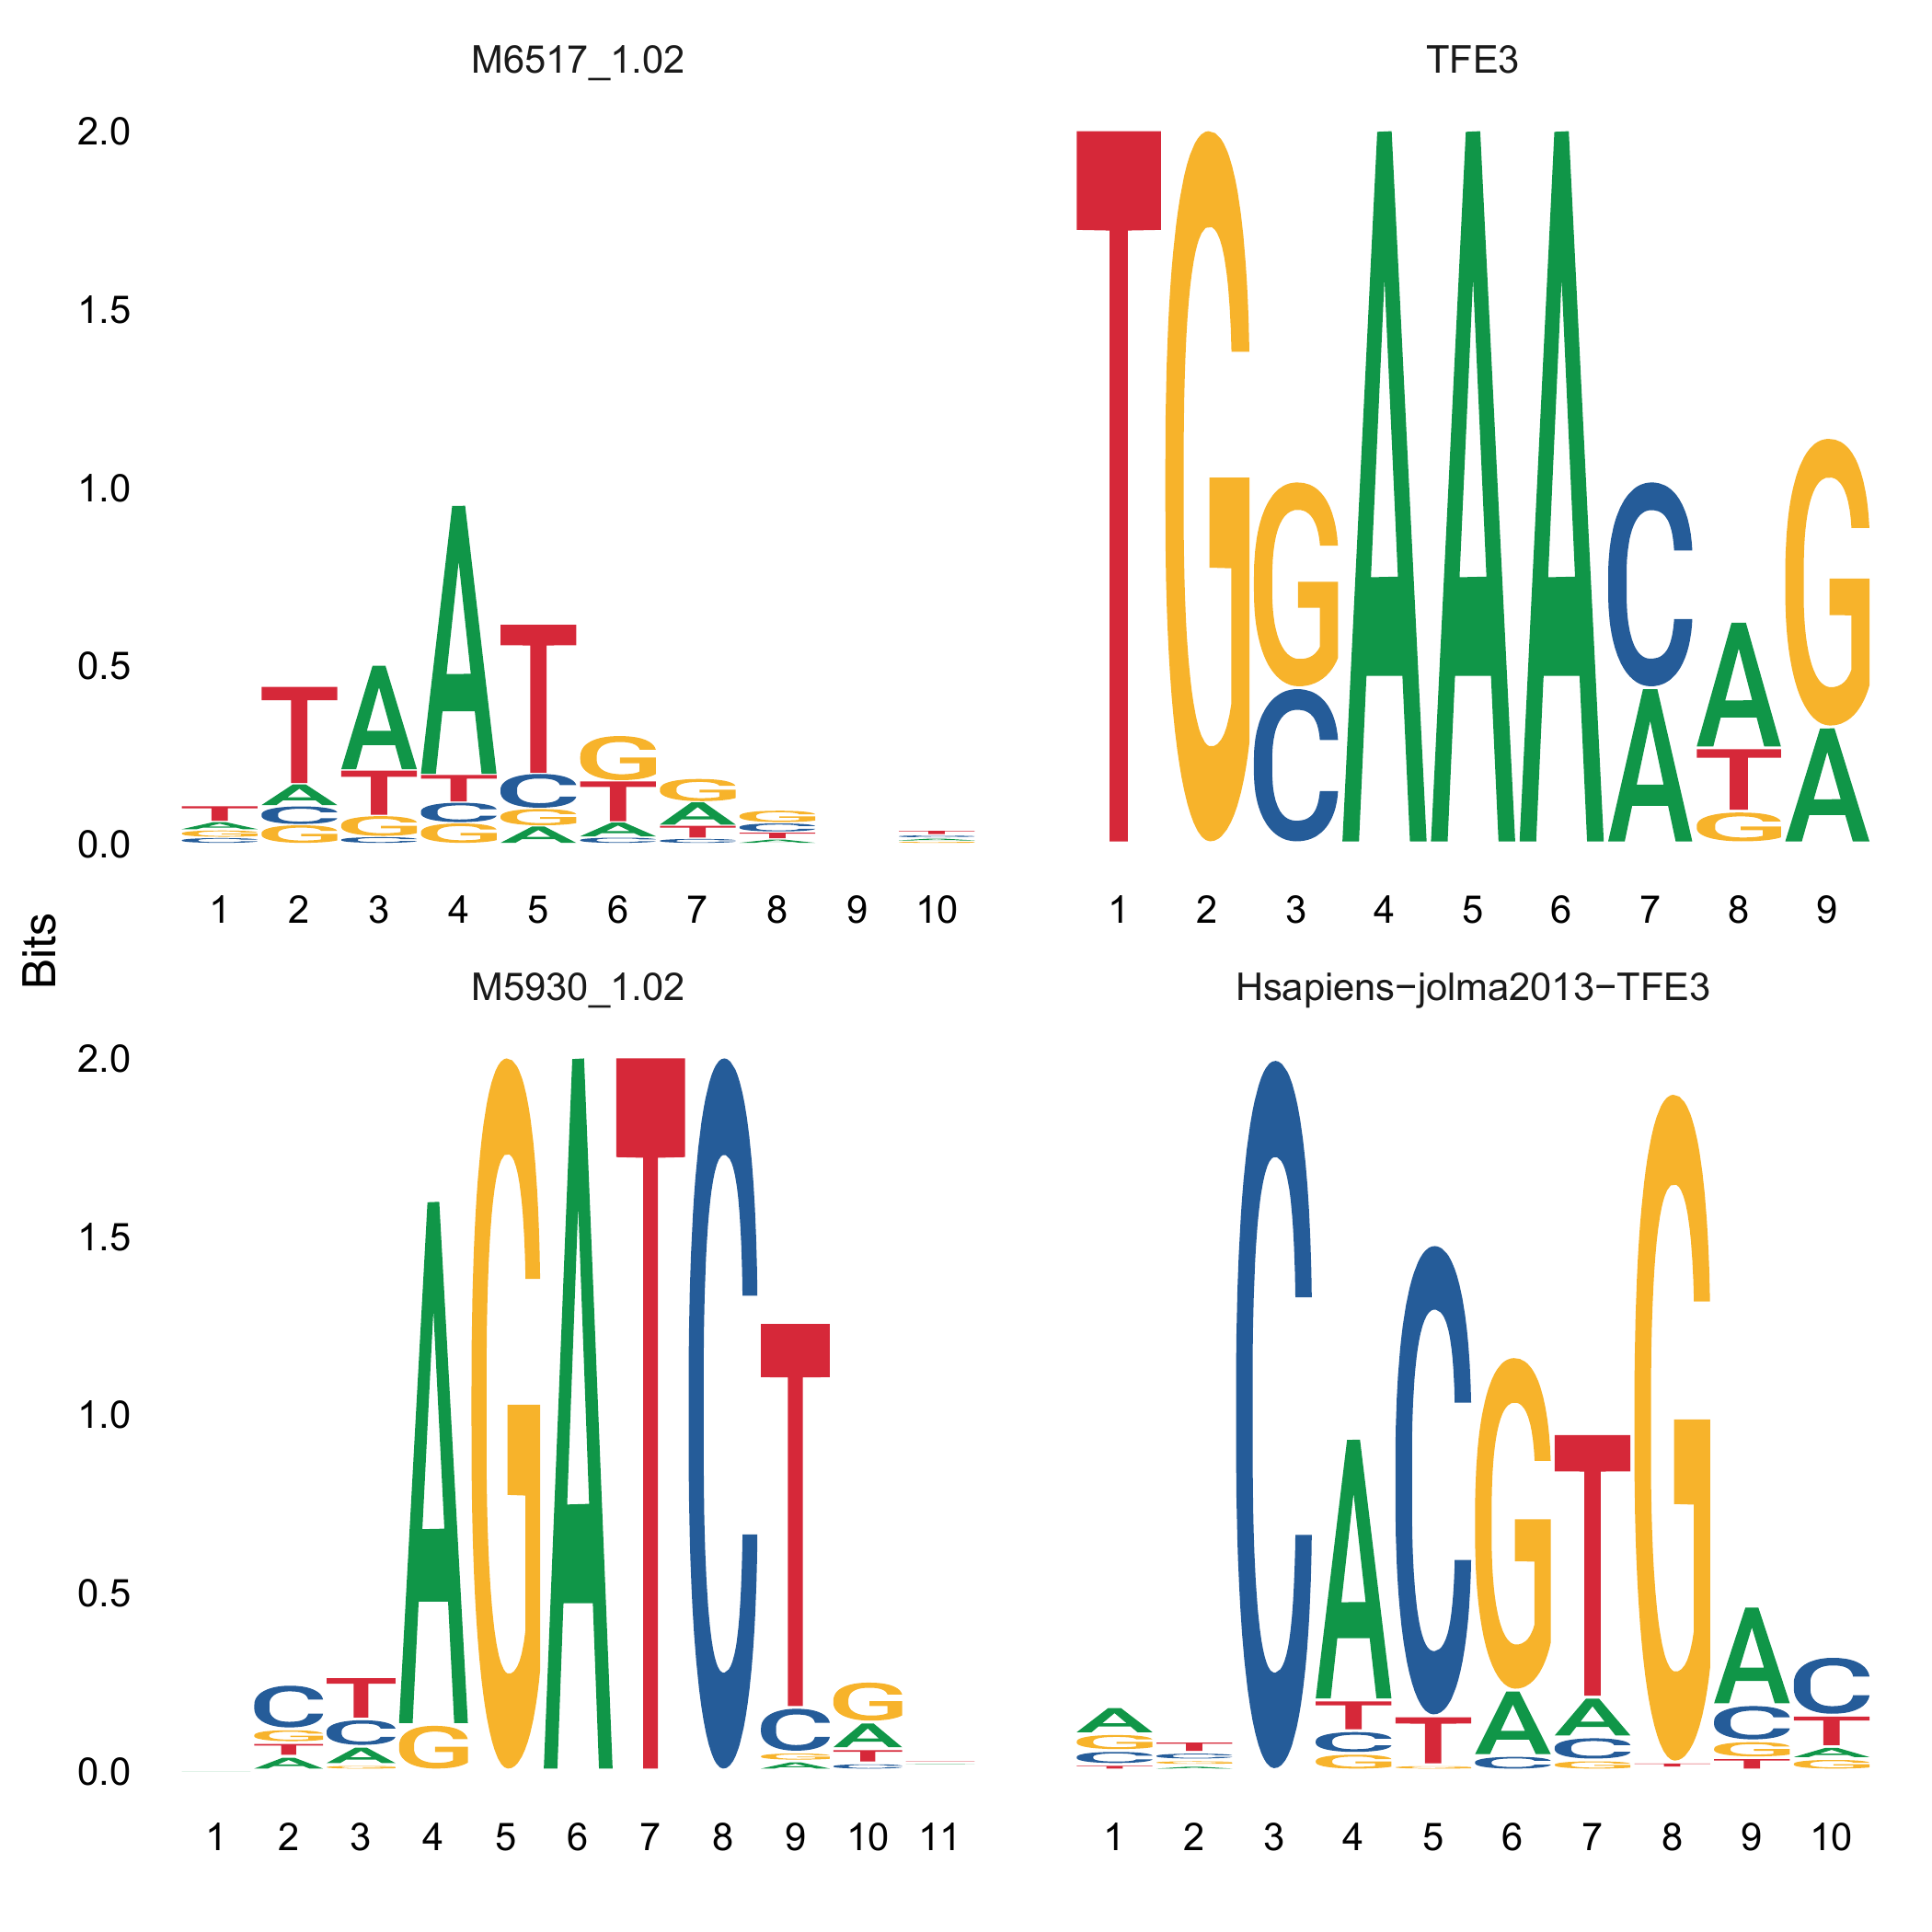 M6517_1.02
TFE3
2.0
1.5
1.0
0.5
0.0
T A G C
T A C G
A T G C
A T C G
T C G A
G T A C
G A T C
G C T A
T C A G
T
G
G C
A
A
A
C A
A T G
G A
1 2 3 4 5 6 7 8 9 10
1 2 3 4 5 6 7 8 9
Bits
M5930_1.02
Hsapiens−jolma2013−TFE3
2.0
1.5
1.0
0.5
0.0
C G T A
T C A G
A G
G
A
T
C
T C G A
G A T C
A G C T
T C G A
C
A T C G
C T G
G A C
T A C G
G T
A C G T
C T A G
1 2 3 4 5 6 7 8 9 10 11
1 2 3 4 5 6 7 8 9 10